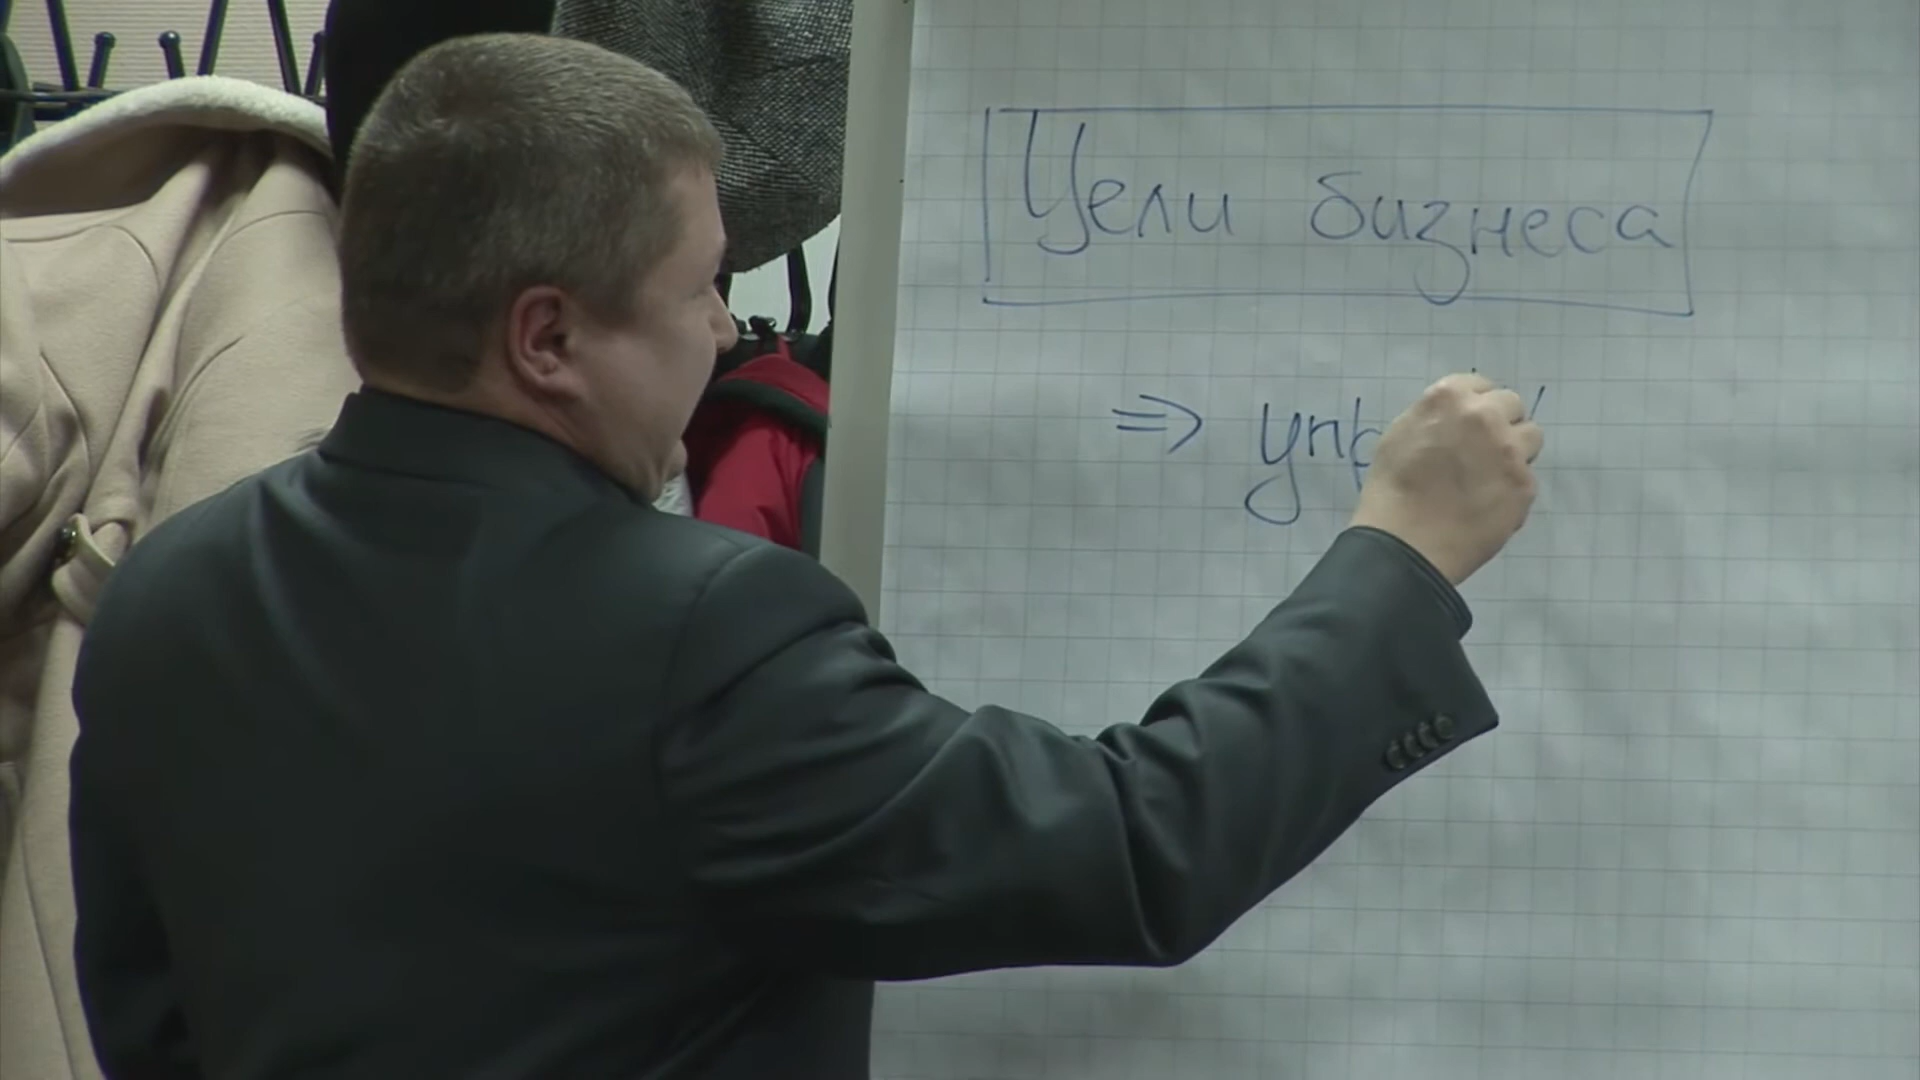 Цели бизнеса
⇒ упр